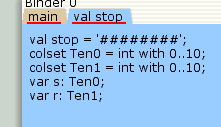 Binder 0
main val stop
val stop = '########';
colset Ten0 = int with 0..10;
colset Ten1 = int with 0..10;
var s: Ten0;
var r: Ten1;